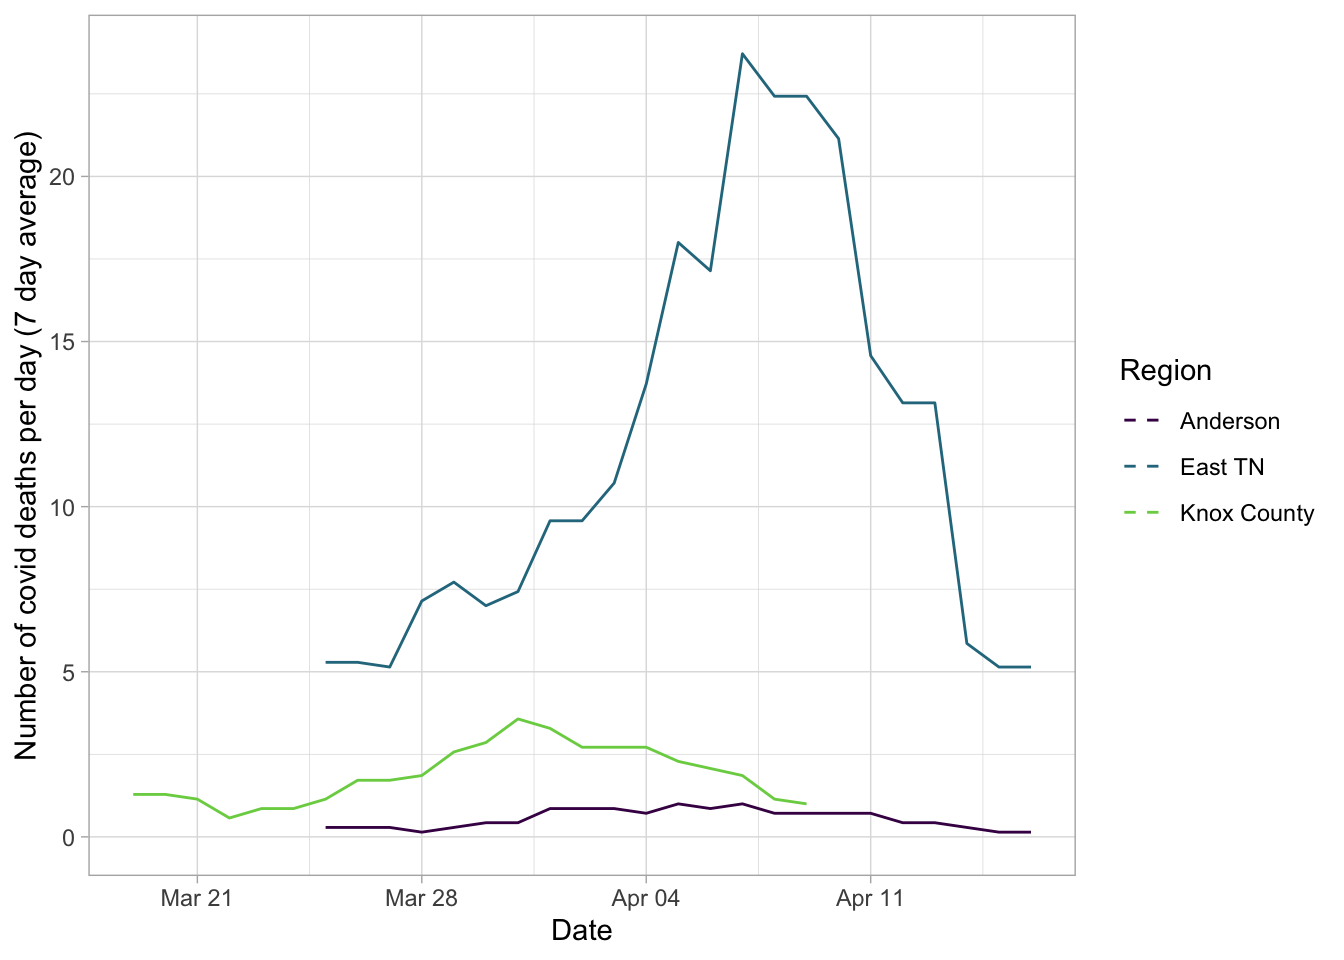 Number of covid deaths per day (7 day average)
20
15
10
5
0
Mar 21
Mar 28
Apr 04
Apr 11
Date
Region
Anderson
East TN
Knox County